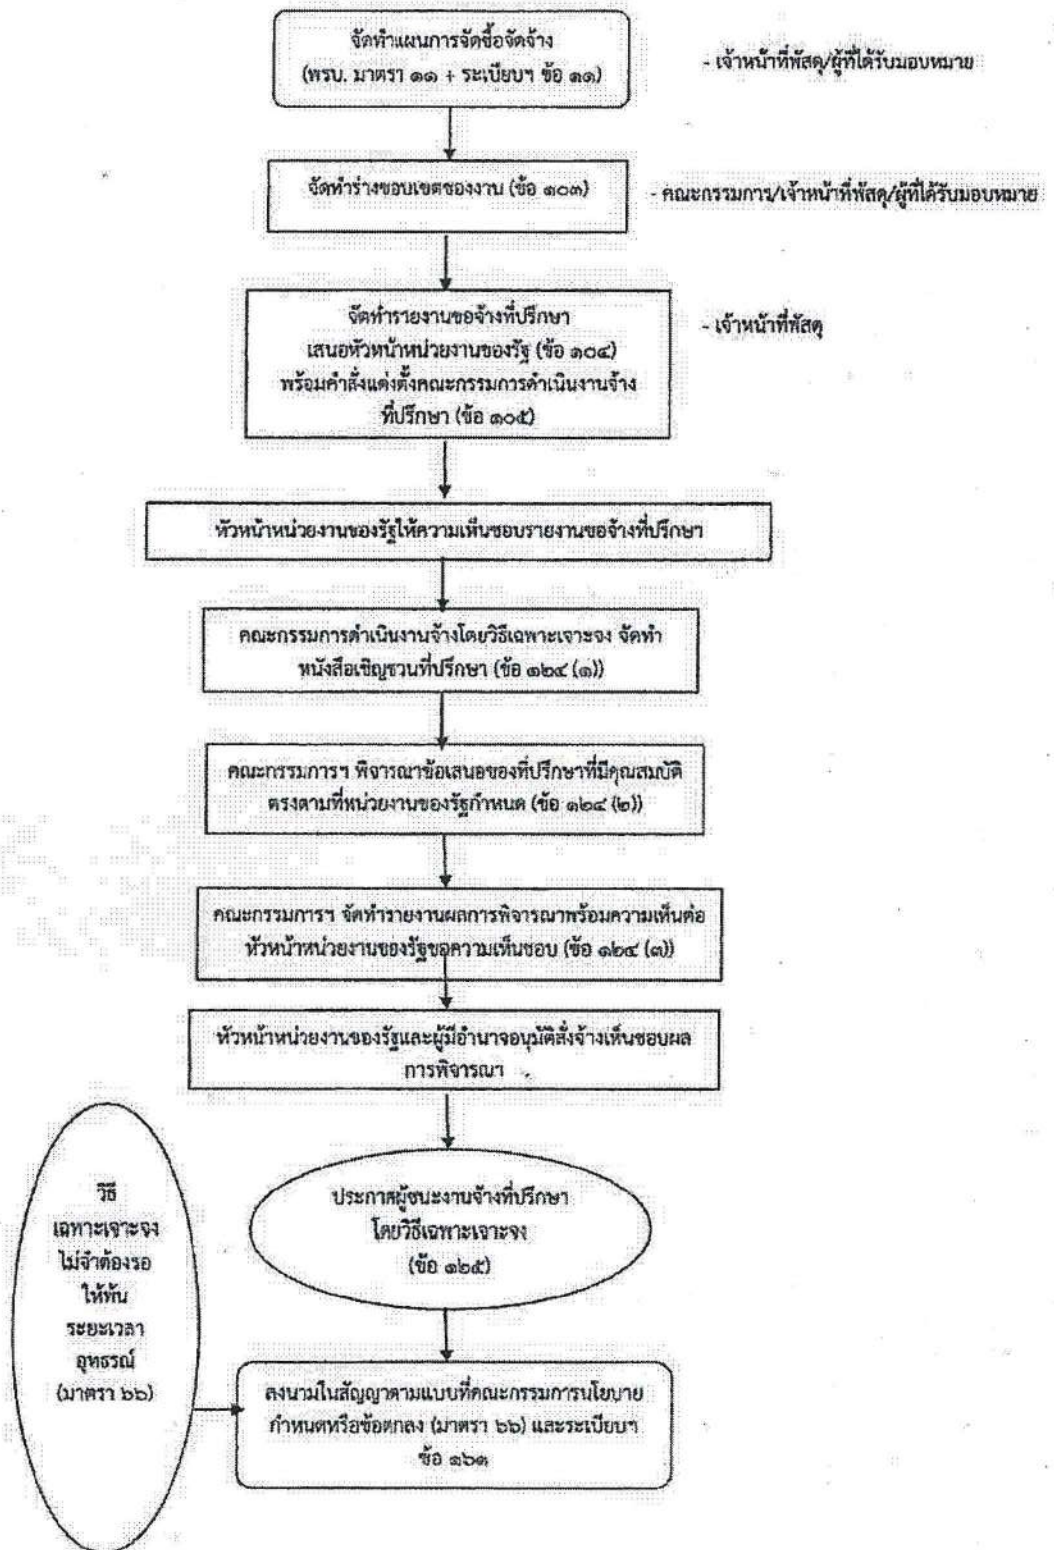 จัดทำแผนการจัดซื้อจัดจ้าง
(พรบ. มาตรา ๑๑ + ระเบียบฯ ข้อ ๑๑)
- เจ้าหน้าที่พัสดุ/ผู้ที่ได้รับมอบหมาย
จัดทำร่างขอบเขตของงาน (ข้อ ๑๐๓)
- คณะกรรมการ/เจ้าหน้าที่พัสดุ/ผู้ที่ได้รับมอบหมาย
จัดทำรายงานขอจ้างที่ปรึกษา
เสนอหัวหน้าหน่วยงานของรัฐ (ข้อ ๑๐๔)
พร้อมคำสั่งแต่งตั้งคณะกรรมการดำเนินงานจ้าง
ที่ปรึกษา (ข้อ ๑๐๕)
- เจ้าหน้าที่พัสดุ
หัวหน้าหน่วยงานของรัฐให้ความเห็นชอบรายงานขอจ้างที่ปรึกษา
คณะกรรมการดำเนินงานจ้างโดยวิธีเฉพาะเจาะจง จัดทำ
หนังสือเชิญชวนที่ปรึกษา (ข้อ ๑๒๔ (๑))
คณะกรรมการฯ พิจารณาข้อเสนอของที่ปรึกษาที่มีคุณสมบัติ
ตรงตามที่หน่วยงานของรัฐกำหนด (ข้อ ๑๒๔ (๒))
คณะกรรมการฯ จัดทำรายงานผลการพิจารณาพร้อมความเห็นต่อ
หัวหน้าหน่วยงานของรัฐขอความเห็นชอบ (ข้อ ๑๒๔ (๓))
หัวหน้าหน่วยงานของรัฐและผู้มีอำนาจอนุมัติสั่งจ้างเห็นชอบผล
การพิจารณา
ประกาศผู้ชนะงานจ้างที่ปรึกษา
โดยวิธีเฉพาะเจาะจง
(ข้อ ๑๒๕)
วิธี
เฉพาะเจาะจง
ไม่จำต้องรอ
ให้พ้น
ระยะเวลา
อุทธรณ์
(มาตรา ๖๖)
ลงนามในสัญญาตามแบบที่คณะกรรมการนโยบาย
กำหนดหรือข้อตกลง (มาตรา ๖๖) และระเบียบฯ
ข้อ ๑๖๑